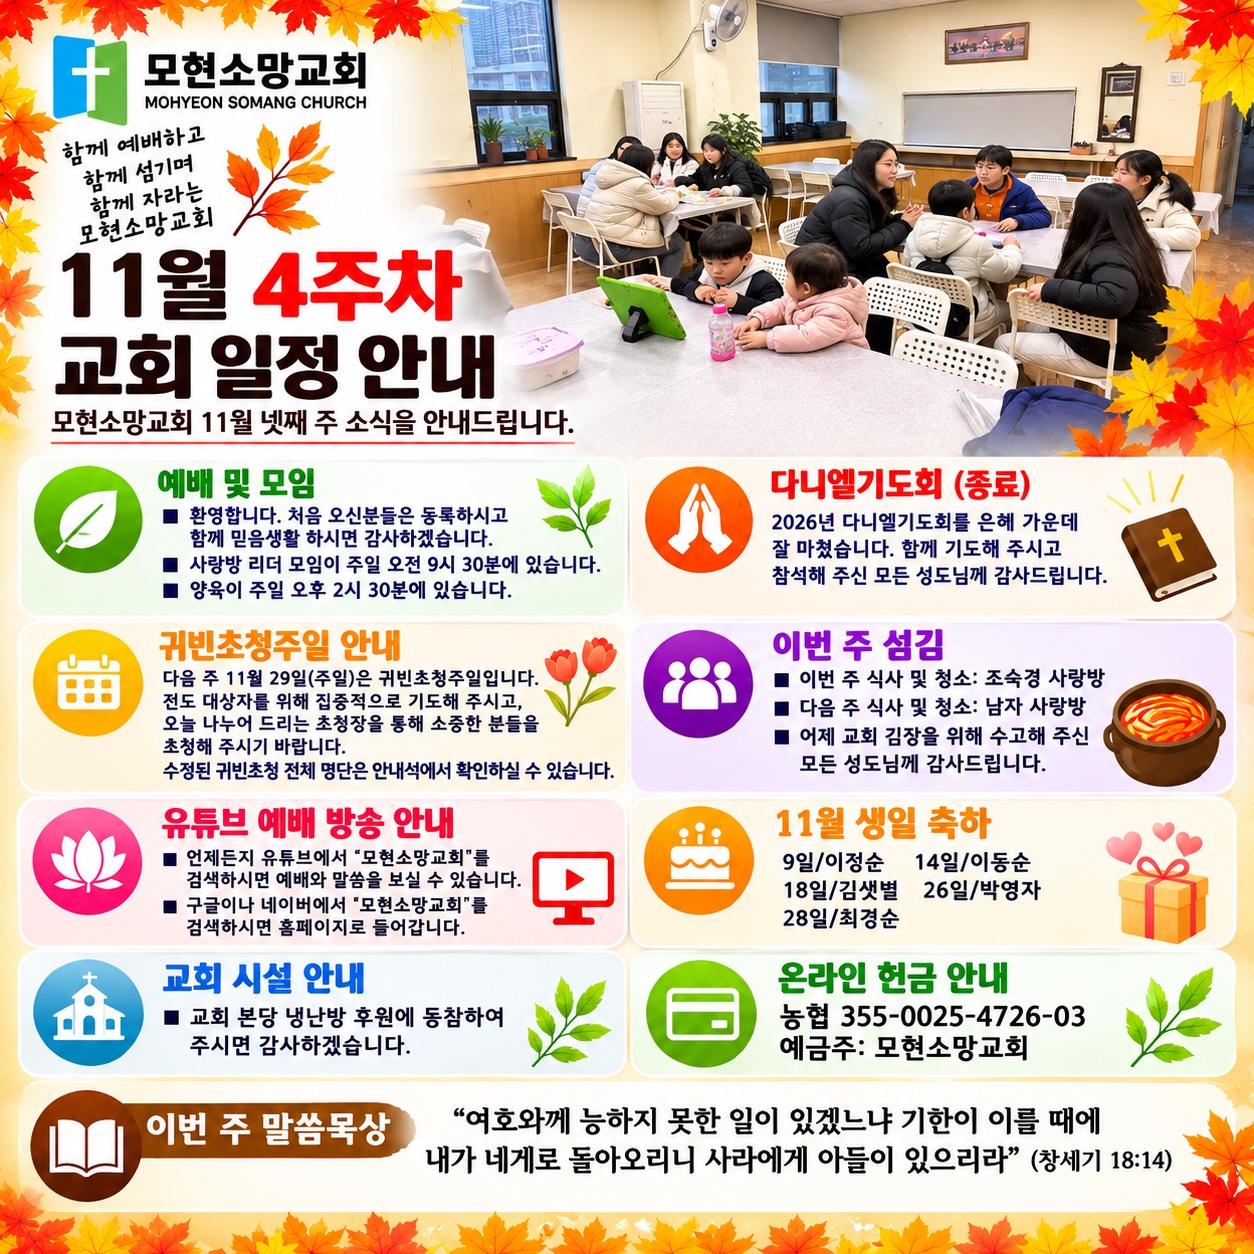 모현소망교회
MOHYEON SOMANG CHURCH
함께 예배하고
함께 섬기며
함께 자라는
모현소망교회
11월 4주차
교회 일정 안내
모현소망교회 11월 넷째 주 소식을 안내드립니다.
예배 및 모임
■ 환영합니다. 처음 오신분들은 등록하시고
함께 믿음생활 하시면 감사하겠습니다.
■ 사랑방 리더 모임이 주일 오전 9시 30분에 있습니다.
■ 양육이 주일 오후 2시 30분에 있습니다.
다니엘기도회 (종료)
2026년 다니엘기도회를 은혜 가운데
잘 마쳤습니다. 함께 기도해 주시고
참석해 주신 모든 성도님께 감사드립니다.
귀빈초청주일 안내
다음 주 11월 29일(주일)은 귀빈초청주일입니다.
전도 대상자를 위해 집중적으로 기도해 주시고,
오늘 나누어 드리는 초청장을 통해 소중한 분들을
초청해 주시기 바랍니다.
수정된 귀빈초청 전체 명단은 안내석에서 확인하실 수 있습니다.
이번 주 섬김
■ 이번 주 식사 및 청소: 조숙경 사랑방
■ 다음 주 식사 및 청소: 남자 사랑방
■ 어제 교회 김장을 위해 수고해 주신
모든 성도님께 감사드립니다.
유튜브 예배 방송 안내
■ 언제든지 유튜브에서 “모현소망교회”를
검색하시면 예배와 말씀을 보실 수 있습니다.
■ 구글이나 네이버에서 “모현소망교회”를
검색하시면 홈페이지로 들어갑니다.
11월 생일 축하
9일/이정순 14일/이동순
18일/김샛별 26일/박영자
28일/최경순
교회 시설 안내
■ 교회 본당 냉난방 후원에 동참하여
주시면 감사하겠습니다.
온라인 헌금 안내
농협 355-0025-4726-03
예금주: 모현소망교회
이번 주 말씀묵상
“여호와께 능하지 못한 일이 있겠느냐 기한이 이를 때에
내가 네게로 돌아오리니 사라에게 아들이 있으리라” (창세기 18:14)